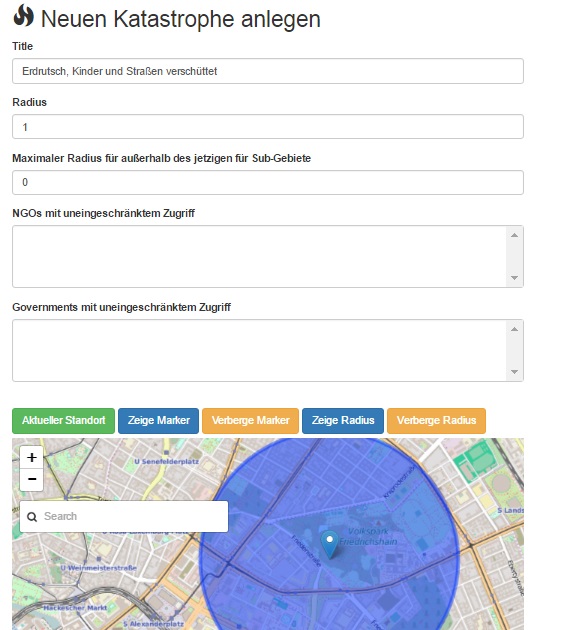 Neuen Katastrophe anlegen
Title
Erdrutsch, Kinder und Straßen verschüttet
Radius
1
Maximaler Radius für außerhalb des jetzigen für Sub-Gebiete
0
NGOs mit uneingeschränktem Zugriff
Governments mit uneingeschränktem Zugriff
Aktueller Standort Zeige Marker Verberge Marker Zeige Radius Verberge Radius
+
U Senefelderplatz
-
Search
S Lands
Volkspark
Friedrichshain
U Weinmeisterstraße
Hackescher Markt
S Alexanderplatz